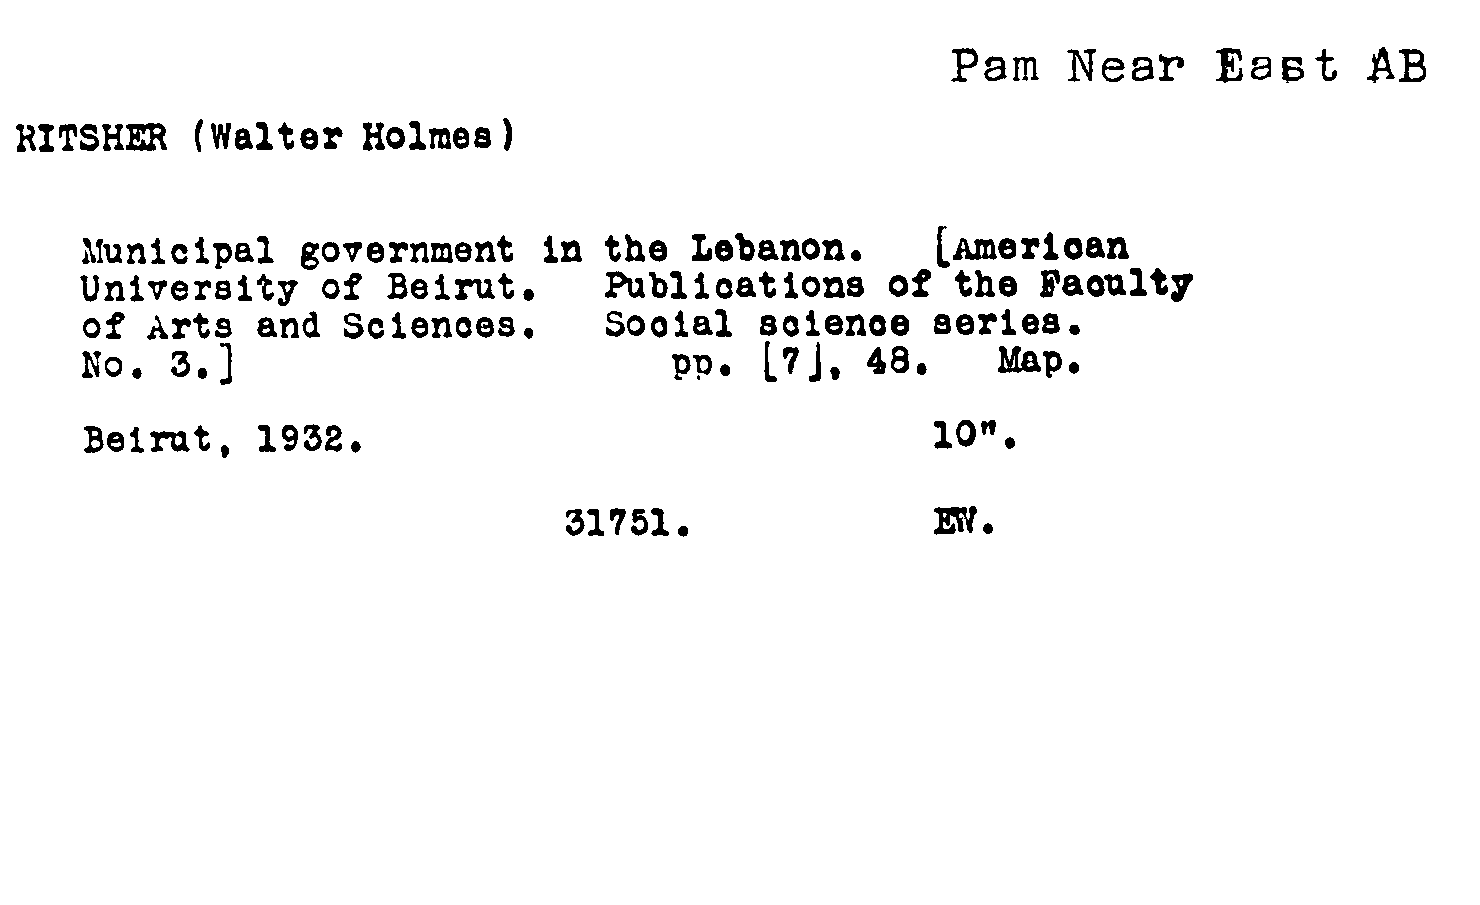 Pam Near East AB
RITSHER (Walter Holmes)
Municipal government in the Lebanon. [American
University of Beirut. Publications of the Faculty
of Arts and Sciences. Social science series.
No. 3.] pp. [7], 48. Map.
Beirut, 1932. 10".
31751. EW.